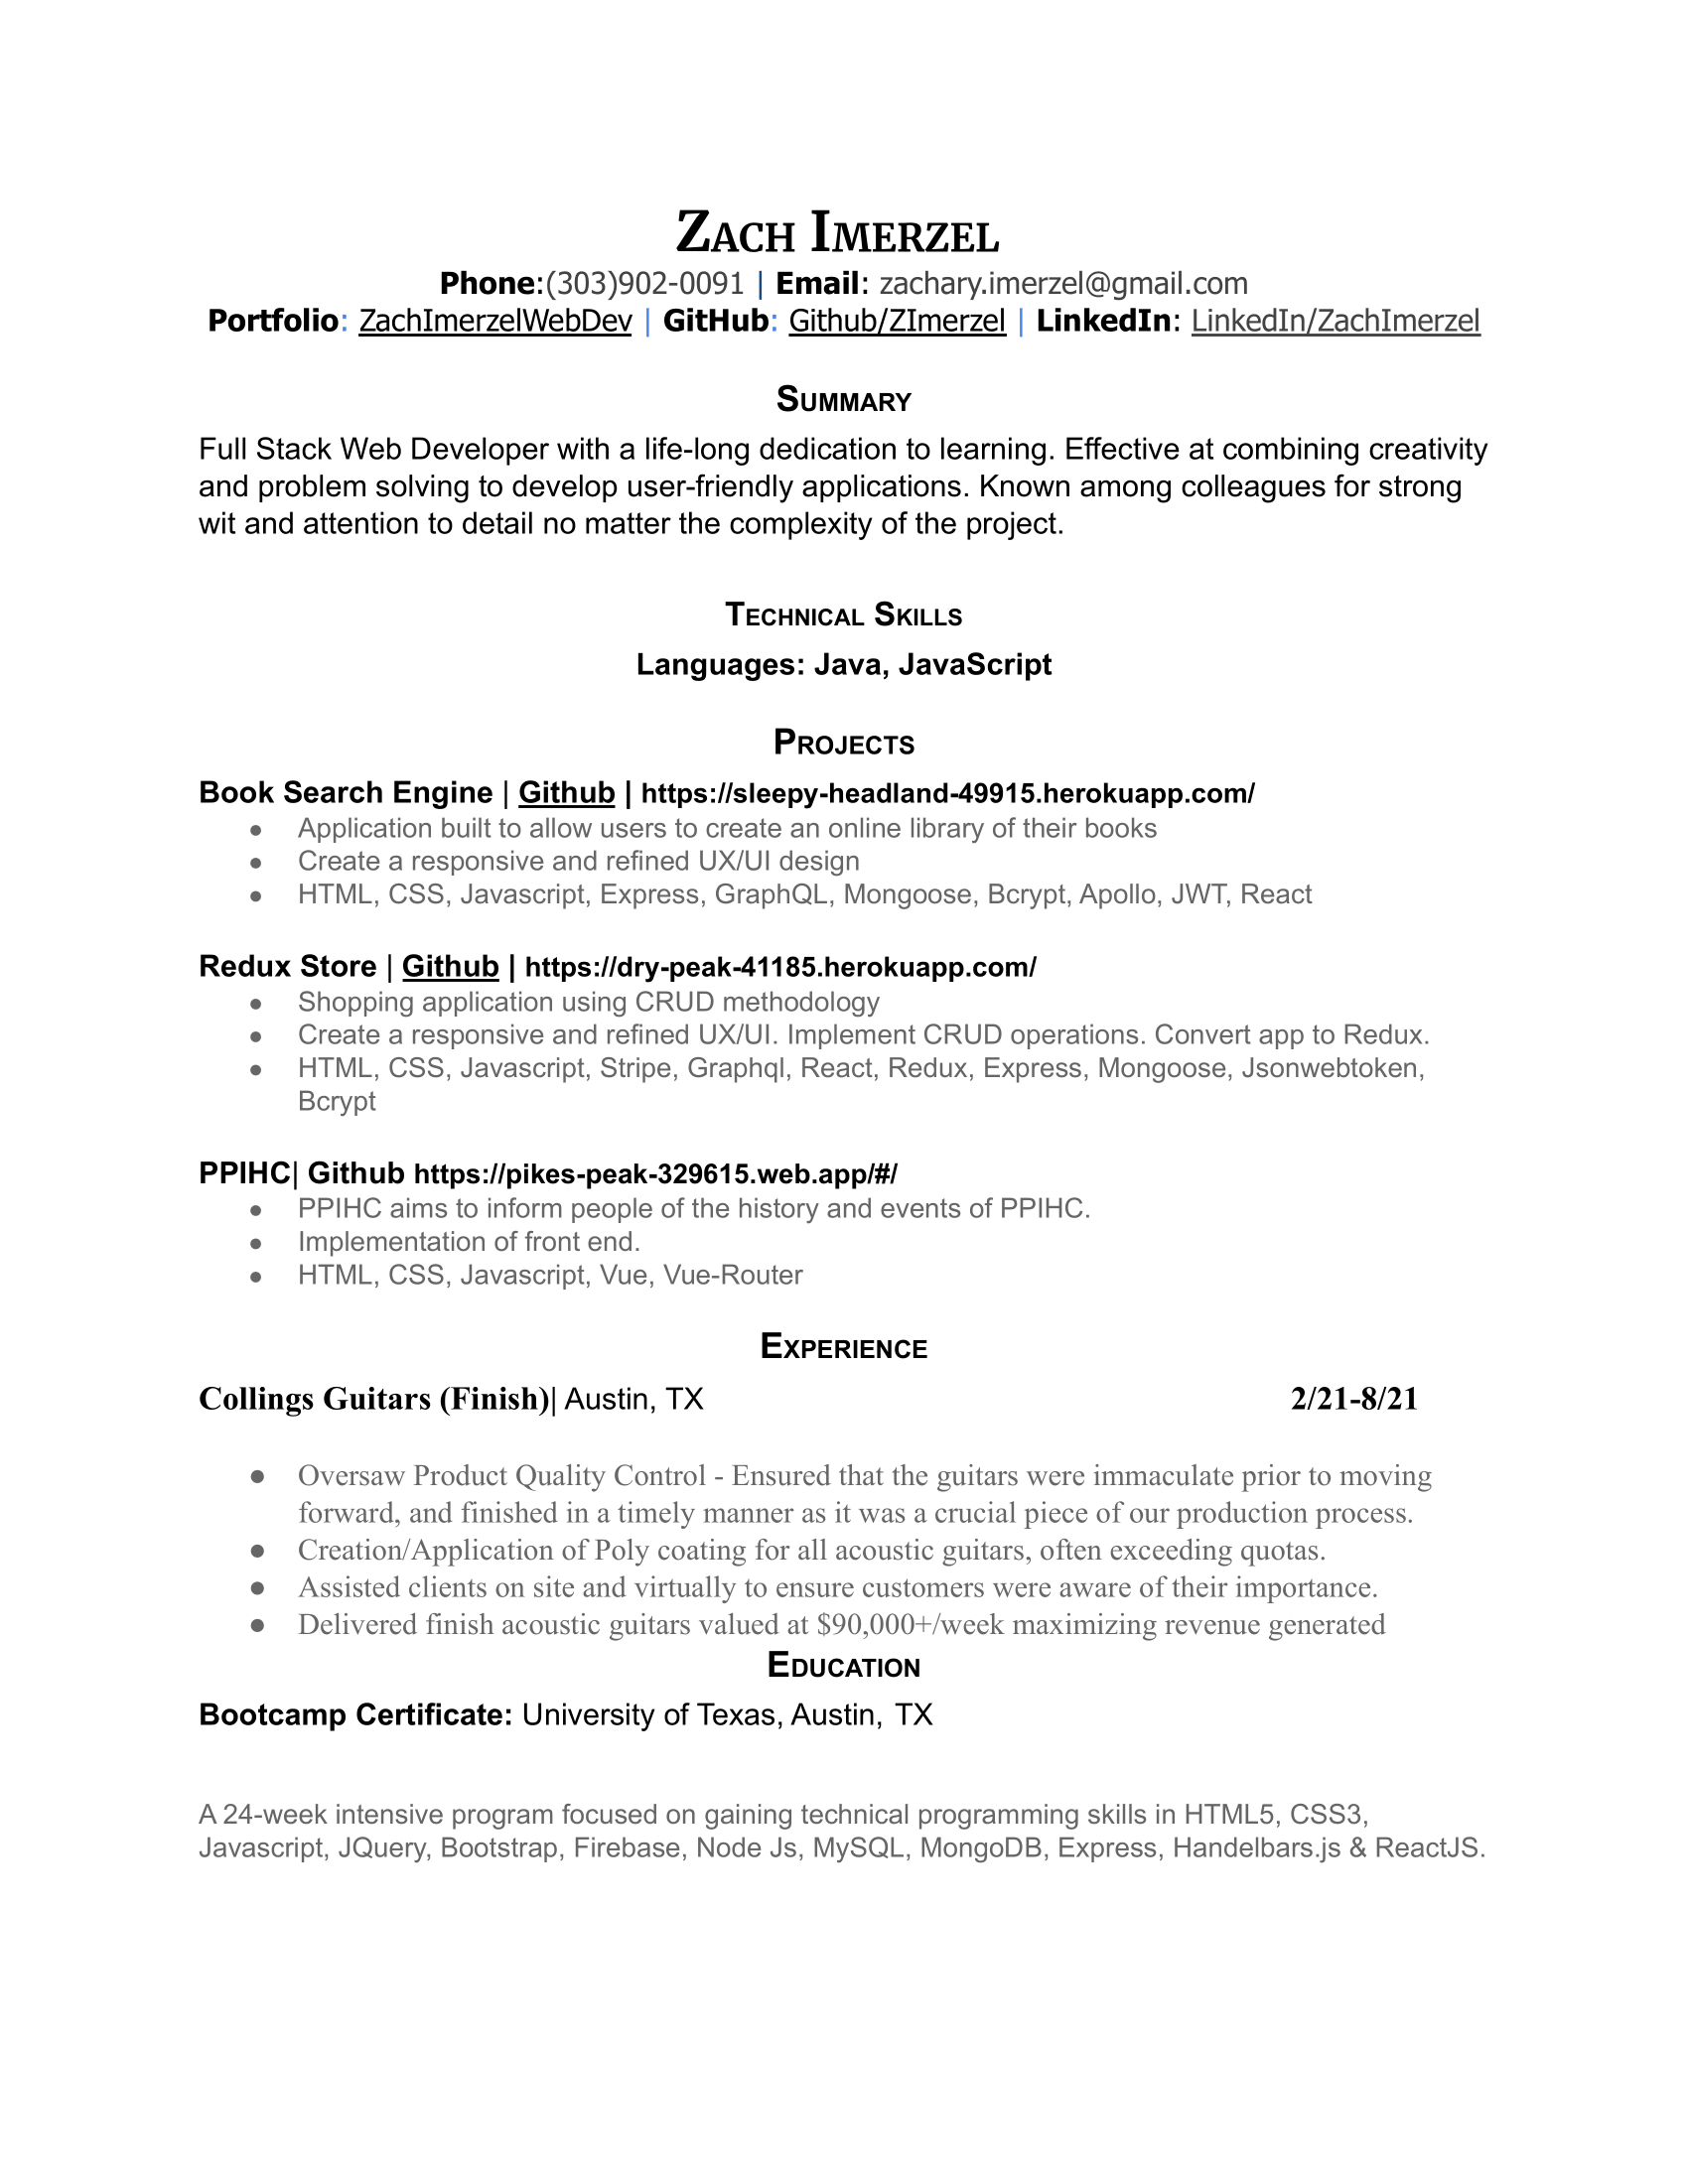 Zach Imerzel
Phone:(303)902-0091 | Email: zachary.imerzel@gmail.com
Portfolio: ZachImerzelWebDev | GitHub: Github/ZImerzel | LinkedIn: LinkedIn/ZachImerzel
Summary
Full Stack Web Developer with a life-long dedication to learning. Effective at combining creativity
and problem solving to develop user-friendly applications. Known among colleagues for strong
wit and attention to detail no matter the complexity of the project.
Technical Skills
Languages: Java, JavaScript
Projects
Book Search Engine | Github | https://sleepy-headland-49915.herokuapp.com/
● Application built to allow users to create an online library of their books
● Create a responsive and refined UX/UI design
● HTML, CSS, Javascript, Express, GraphQL, Mongoose, Bcrypt, Apollo, JWT, React
Redux Store | Github | https://dry-peak-41185.herokuapp.com/
● Shopping application using CRUD methodology
● Create a responsive and refined UX/UI. Implement CRUD operations. Convert app to Redux.
● HTML, CSS, Javascript, Stripe, Graphql, React, Redux, Express, Mongoose, Jsonwebtoken,
Bcrypt
PPIHC| Github https://pikes-peak-329615.web.app/#/
● PPIHC aims to inform people of the history and events of PPIHC.
● Implementation of front end.
● HTML, CSS, Javascript, Vue, Vue-Router
Experience
Collings Guitars (Finish)| Austin, TX 2/21-8/21
● Oversaw Product Quality Control - Ensured that the guitars were immaculate prior to moving
forward, and finished in a timely manner as it was a crucial piece of our production process.
● Creation/Application of Poly coating for all acoustic guitars, often exceeding quotas.
● Assisted clients on site and virtually to ensure customers were aware of their importance.
● Delivered finish acoustic guitars valued at $90,000+/week maximizing revenue generated
Education
Bootcamp Certificate: University of Texas, Austin, TX
A 24-week intensive program focused on gaining technical programming skills in HTML5, CSS3,
Javascript, JQuery, Bootstrap, Firebase, Node Js, MySQL, MongoDB, Express, Handelbars.js & ReactJS.